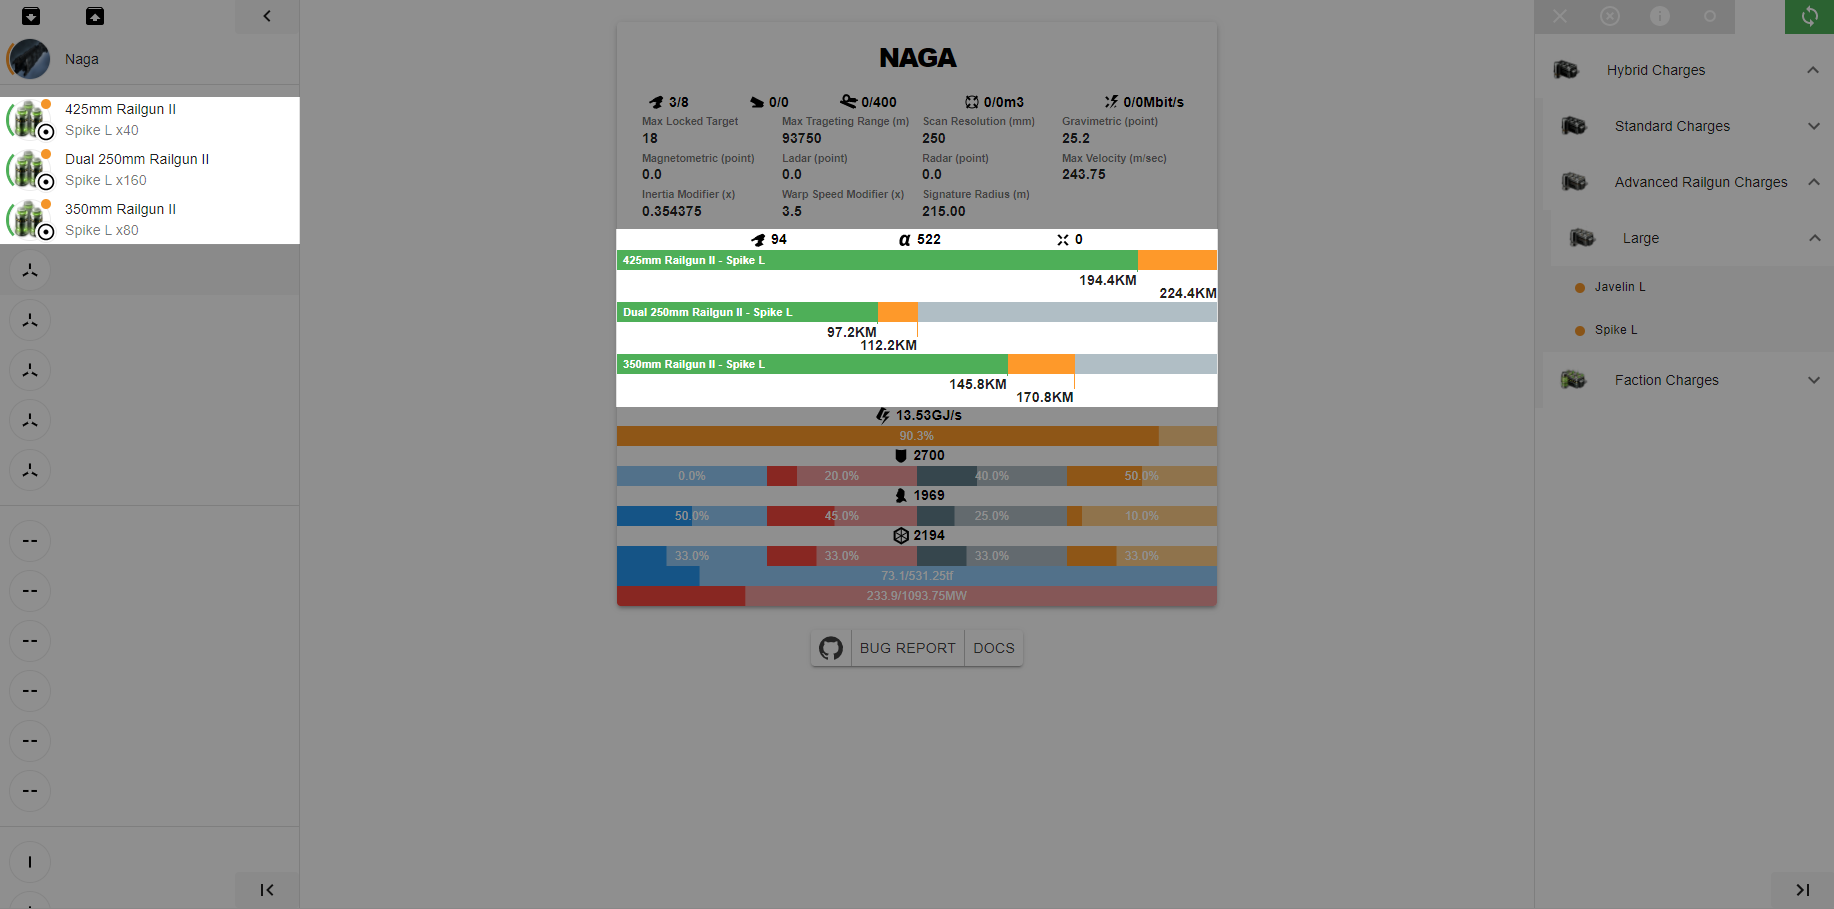 Naga
425mm Railgun II
Spike L x40
Dual 250mm Railgun II
Spike L x160
350mm Railgun II
Spike L x80
--
--
--
--
--
--
NAGA
3/8 0/0 0/400 0/0m3 0/0Mbit/s
Max Locked Target Max Trageting Range (m) Scan Resolution (mm) Gravimetric (point)
18 93750 250 25.2
Magnetometric (point) Ladar (point) Radar (point) Max Velocity (m/sec)
0.0 0.0 0.0 243.75
Inertia Modifier (x) Warp Speed Modifier (x) Signature Radius (m)
0.354375 3.5 215.00
94 α 522 0
425mm Railgun II - Spike L
194.4KM
224.4KM
Dual 250mm Railgun II - Spike L
97.2KM
112.2KM
350mm Railgun II - Spike L
145.8KM
170.8KM
13.53GJ/s
90.3%
2700
0.0% 20.0% 40.0% 50.0%
1969
50.0% 45.0% 25.0% 10.0%
2194
33.0% 33.0% 33.0% 33.0%
73.1/531.25tf
233.9/1093.75MW
BUG REPORT DOCS
Hybrid Charges
Standard Charges
Advanced Railgun Charges
Large
Javelin L
Spike L
Faction Charges